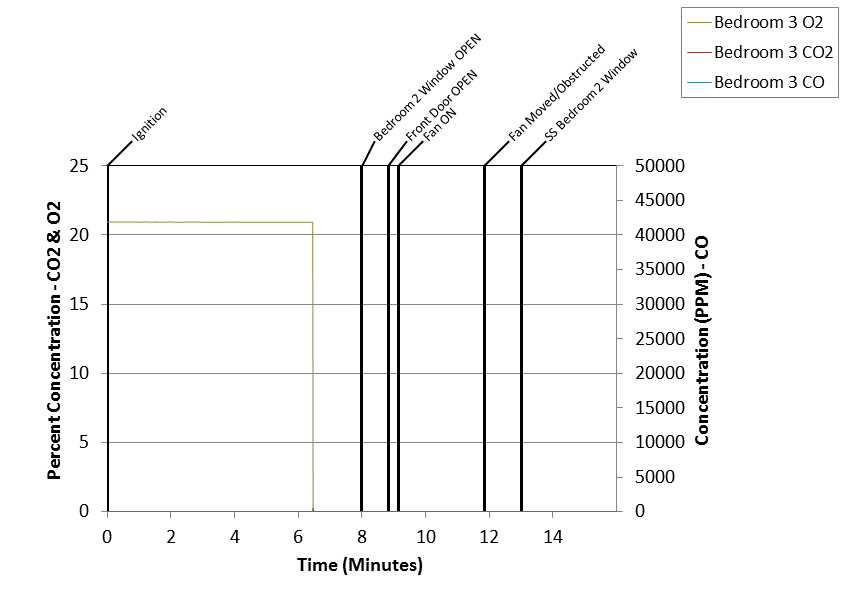 Bedroom 3 O2
Bedroom 3 CO2
Bedroom 3 CO
Ignition
Bedroom 2 Window OPEN
Front Door OPEN
Fan ON
Fan Moved/Obstructed
SS Bedroom 2 Window
Percent Concentration - CO2 & O2
25
20
15
10
5
0
50000
45000
40000
35000
30000
25000
20000
15000
10000
5000
0
Concentration (PPM) - CO
0 2 4 6 8 10 12 14
Time (Minutes)